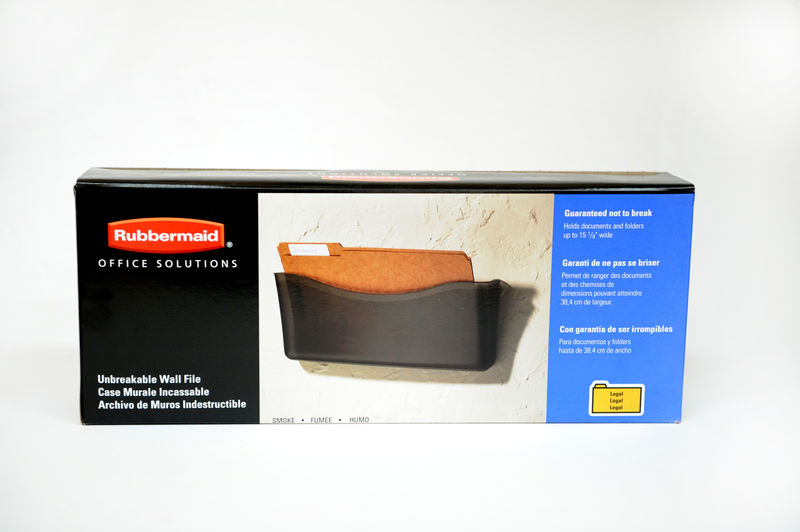 Rubbermaid®
OFFICE SOLUTIONS
Unbreakable Wall File
Case Murale Incassable
Archivo de Muros Indestructible
SMOKE • FUMÉE • HUMO
Guaranteed not to break
Holds documents and folders
up to 15 1/8" wide
Garanti de ne pas se briser
Permet de ranger des documents
et des chemises de
dimensions pouvant atteindre
38,4 cm de largeur.
Con garantía de ser irrompibles
Para documentos y folders
hasta de 38.4 cm de ancho
Legal
Légal
Legal